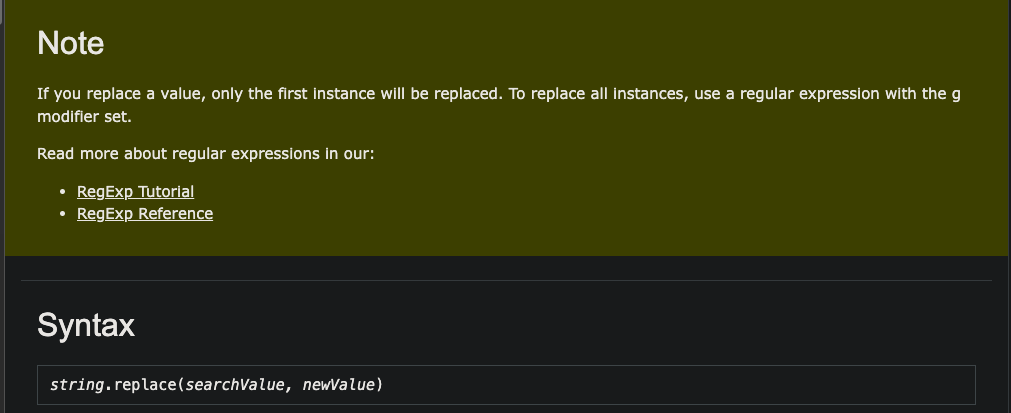 Note
If you replace a value, only the first instance will be replaced. To replace all instances, use a regular expression with the g
modifier set.
Read more about regular expressions in our:
• RegExp Tutorial
• RegExp Reference
Syntax
string.replace(searchValue, newValue)